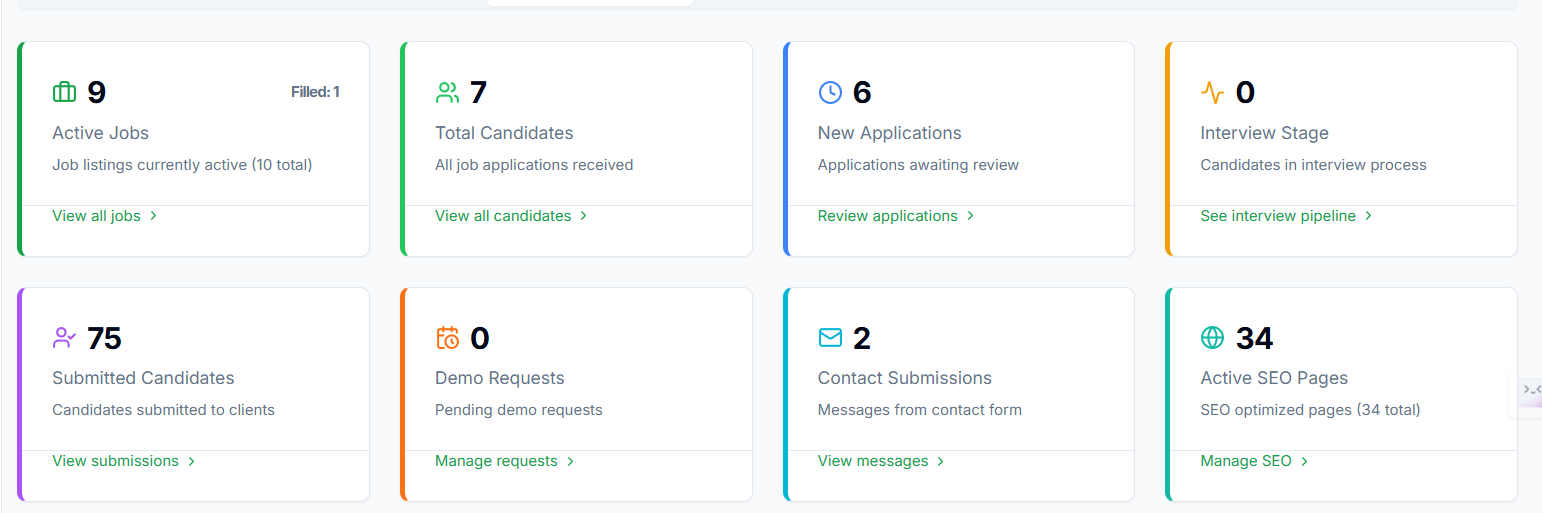 9
Filled: 1
Active Jobs
Job listings currently active (10 total)
View all jobs
7
Total Candidates
All job applications received
View all candidates
6
New Applications
Applications awaiting review
Review applications
0
Interview Stage
Candidates in interview process
See interview pipeline
75
Submitted Candidates
Candidates submitted to clients
View submissions
0
Demo Requests
Pending demo requests
Manage requests
2
Contact Submissions
Messages from contact form
View messages
34
Active SEO Pages
SEO optimized pages (34 total)
Manage SEO